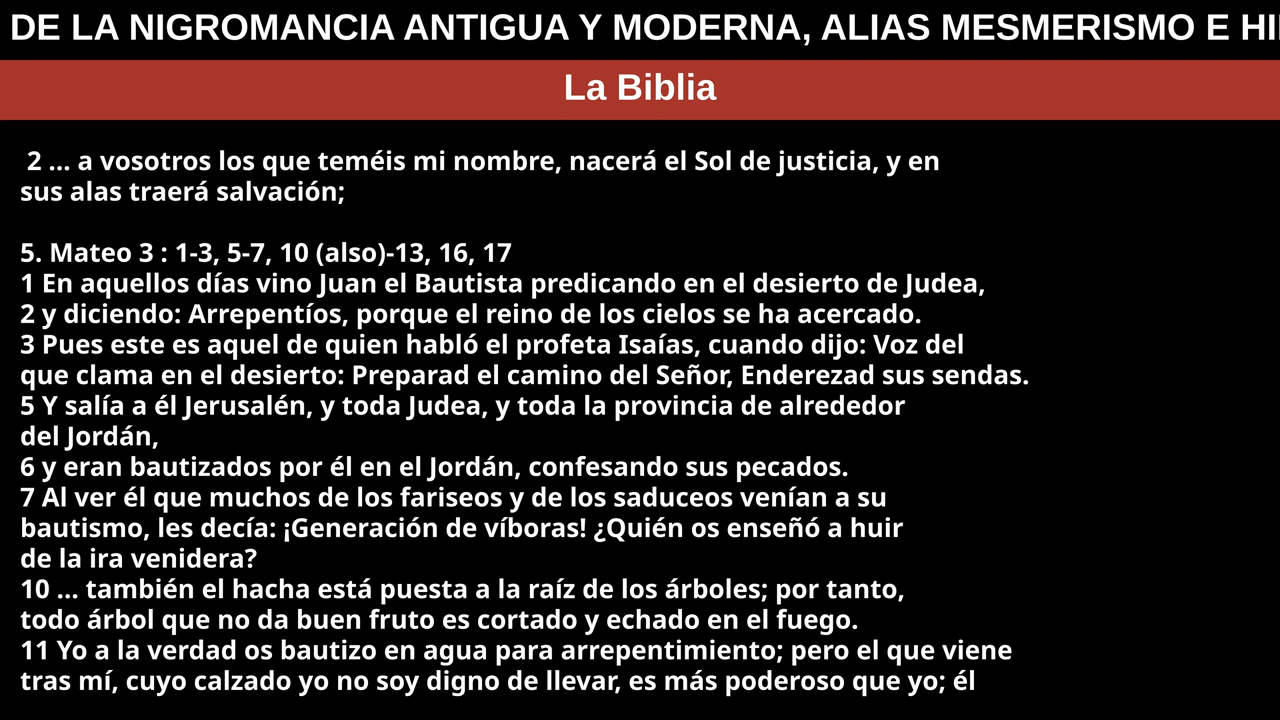 DE LA NIGROMANCIA ANTIGUA Y MODERNA, ALIAS MESMERISMO E
La Biblia
2 ... a vosotros los que teméis mi nombre, nacerá el Sol de justicia, y en
sus alas traerá salvación;
5. Mateo 3 : 1-3, 5-7, 10 (also)-13, 16, 17
1 En aquellos días vino Juan el Bautista predicando en el desierto de Judea,
2 y diciendo: Arrepentíos, porque el reino de los cielos se ha acercado.
3 Pues este es aquel de quien habló el profeta Isaías, cuando dijo: Voz del
que clama en el desierto: Preparad el camino del Señor, Enderezad sus sendas.
5 Y salía a él Jerusalén, y toda Judea, y toda la provincia de alrededor
del Jordán,
6 y eran bautizados por él en el Jordán, confesando sus pecados.
7 Al ver él que muchos de los fariseos y de los saduceos venían a su
bautismo, les decía: ¡Generación de víboras! ¿Quién os enseñó a huir
de la ira venidera?
10 ... también el hacha está puesta a la raíz de los árboles; por tanto,
todo árbol que no da buen fruto es cortado y echado en el fuego.
11 Yo a la verdad os bautizo en agua para arrepentimiento; pero el que viene
tras mí, cuyo calzado yo no soy digno de llevar, es más poderoso que yo; él